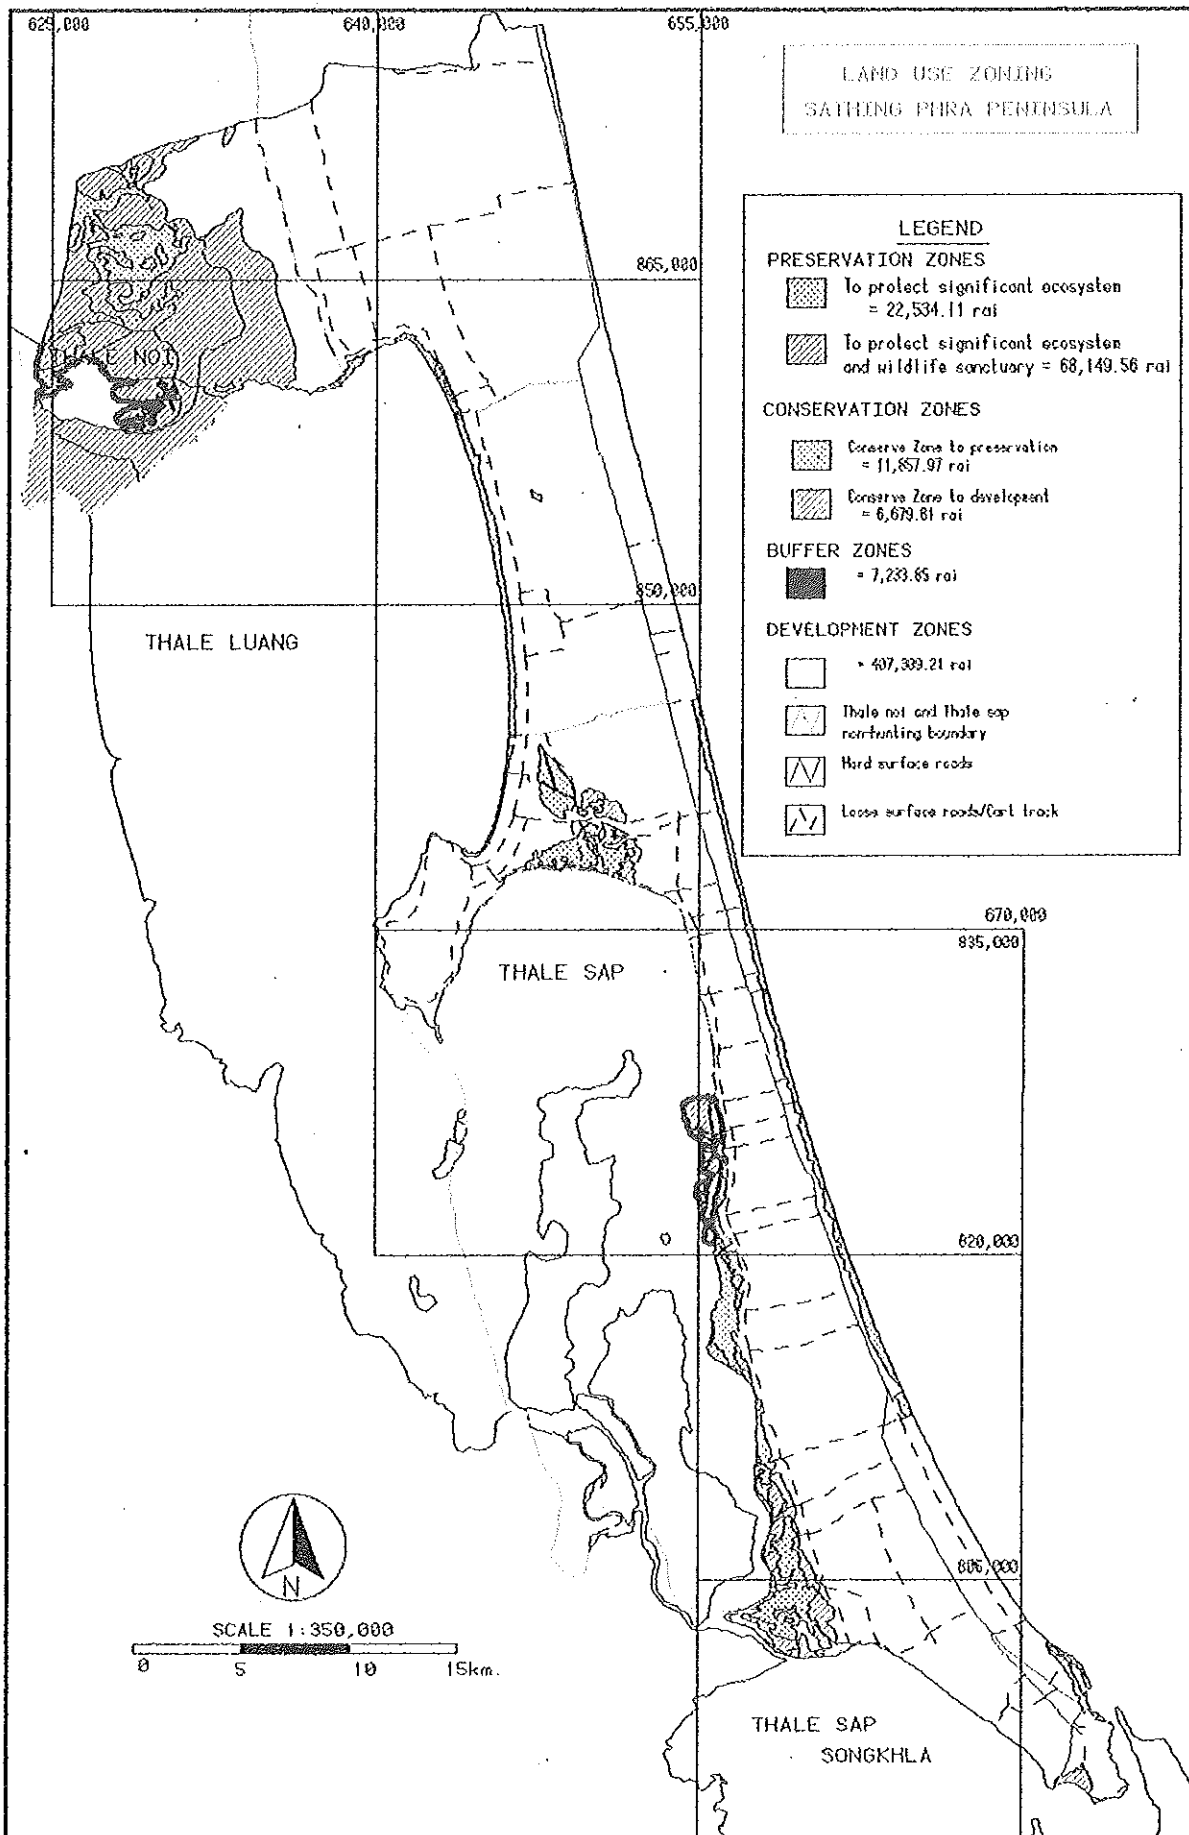 625,000
640,000
655,000
LAND USE ZONING
SATHING PHRA PENINSULA
LEGEND
PRESERVATION ZONES
To protect significant ecosystem
= 22,534.11 rai
To protect significant ecosystem
and wildlife sanctuary = 68,149.56 rai
CONSERVATION ZONES
Conserve Zone to preservation
= 11,857.97 rai
Conserve Zone to development
= 6,679.81 rai
BUFFER ZONES
= 7,233.65 rai
DEVELOPMENT ZONES
= 407,339.21 rai
Thale noi and Thale sap
non-hunting boundary
Hard surface roads
Loose surface roads/Cart track
865,000
THALE NOI
850,000
THALE LUANG
670,000
835,000
THALE SAP
820,000
805,000
N
SCALE 1:350,000
0 5 10 15km.
THALE SAP
SONGKHLA